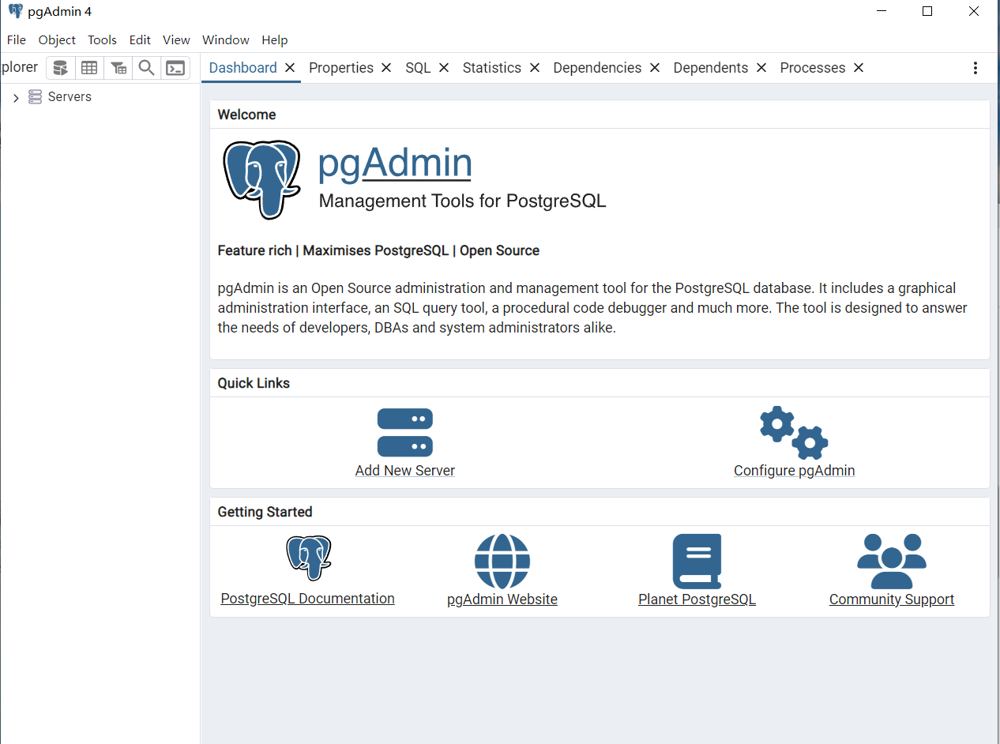 pgAdmin 4
File Object Tools Edit View Window Help
plorer
Dashboard Properties SQL Statistics Dependencies Dependents Processes
Servers
Welcome
pgAdmin
Management Tools for PostgreSQL
Feature rich | Maximises PostgreSQL | Open Source
pgAdmin is an Open Source administration and management tool for the PostgreSQL database. It includes a graphical
administration interface, an SQL query tool, a procedural code debugger and much more. The tool is designed to answer
the needs of developers, DBAs and system administrators alike.
Quick Links
Add New Server
Configure pgAdmin
Getting Started
PostgreSQL Documentation
pgAdmin Website
Planet PostgreSQL
Community Support